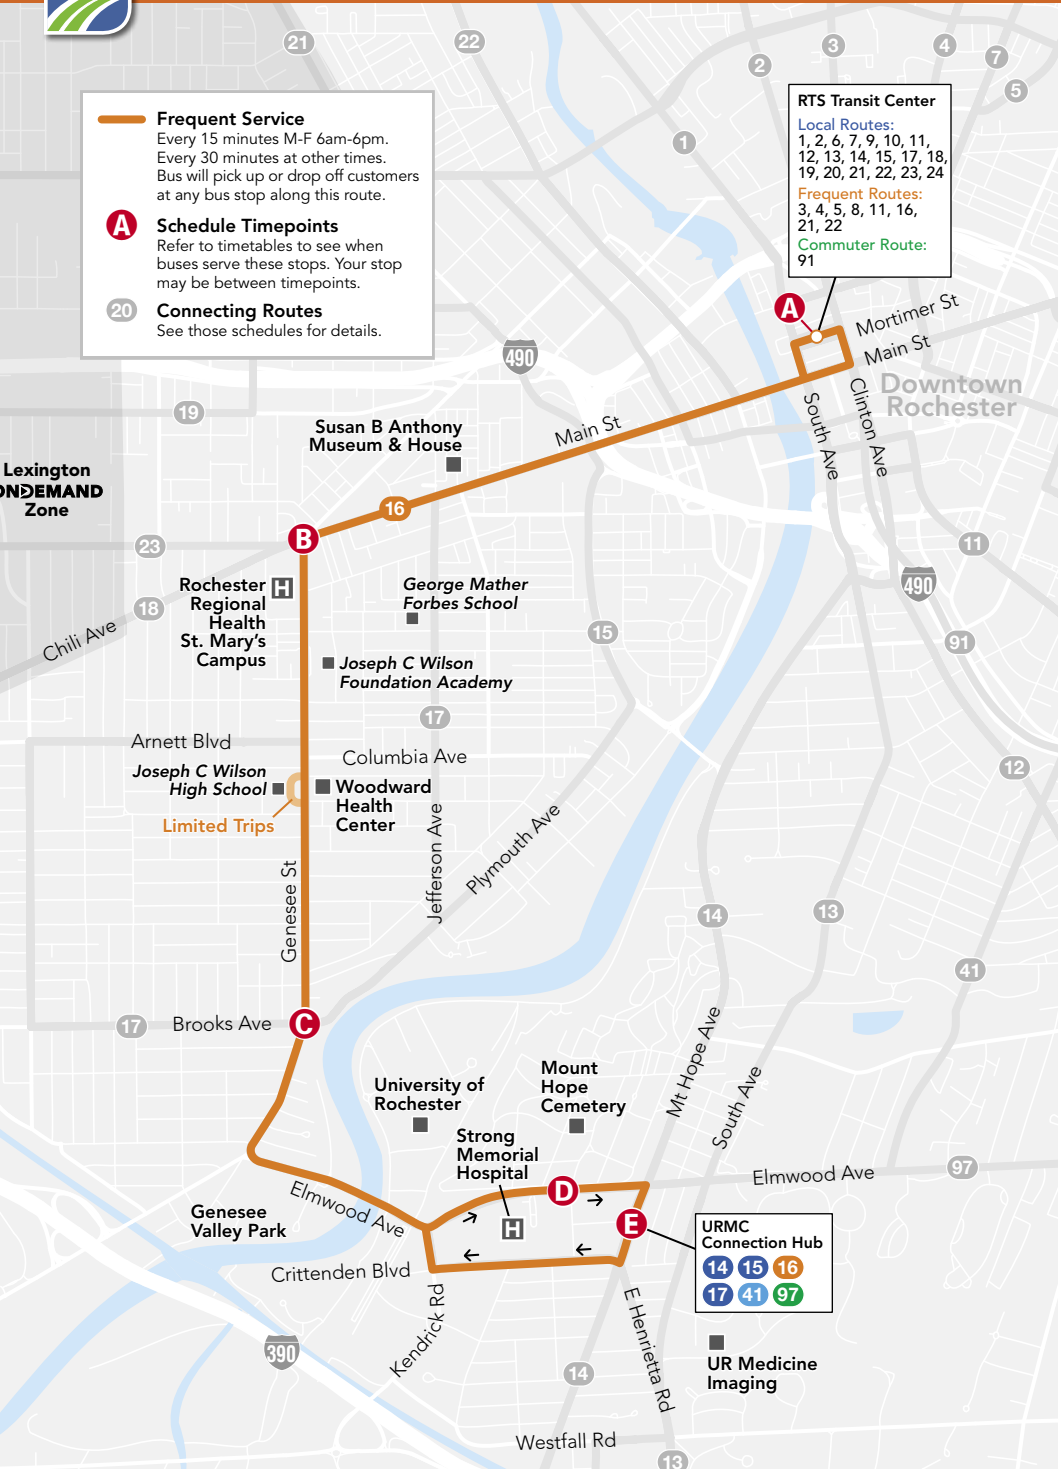 21
22
3
4
2
7
5
1
Frequent Service
Every 15 minutes M-F 6am-6pm.
Every 30 minutes at other times.
Bus will pick up or drop off customers
at any bus stop along this route.
A
Schedule Timepoints
Refer to timetables to see when
buses serve these stops. Your stop
may be between timepoints.
20
Connecting Routes
See those schedules for details.
RTS Transit Center
Local Routes:
1, 2, 6, 7, 9, 10, 11,
12, 13, 14, 15, 17, 18,
19, 20, 21, 22, 23, 24
Frequent Routes:
3, 4, 5, 8, 11, 16,
21, 22
Commuter Route:
91
A
Mortimer St
Main St
490
Downtown
Rochester
Clinton Ave
South Ave
19
Susan B Anthony
Museum & House
Main St
Lexington
ONDEMAND
Zone
16
B
23
11
490
Rochester
Regional
Health
St. Mary's
Campus
H
George Mather
Forbes School
18
Chili Ave
15
91
Joseph C Wilson
Foundation Academy
17
Arnett Blvd
Columbia Ave
12
Joseph C Wilson
High School
Woodward
Health
Center
Limited Trips
Genesee St
Jefferson Ave
Plymouth Ave
14
13
41
17
Brooks Ave
C
Mt Hope Ave
South Ave
University of
Rochester
Mount
Hope
Cemetery
Strong
Memorial
Hospital
H
D
Elmwood Ave
97
Elmwood Ave
Genesee
Valley Park
E
URMC
Connection Hub
14 15 16
17 41 97
Crittenden Blvd
Kendrick Rd
E Henrietta Rd
390
14
UR Medicine
Imaging
Westfall Rd
13